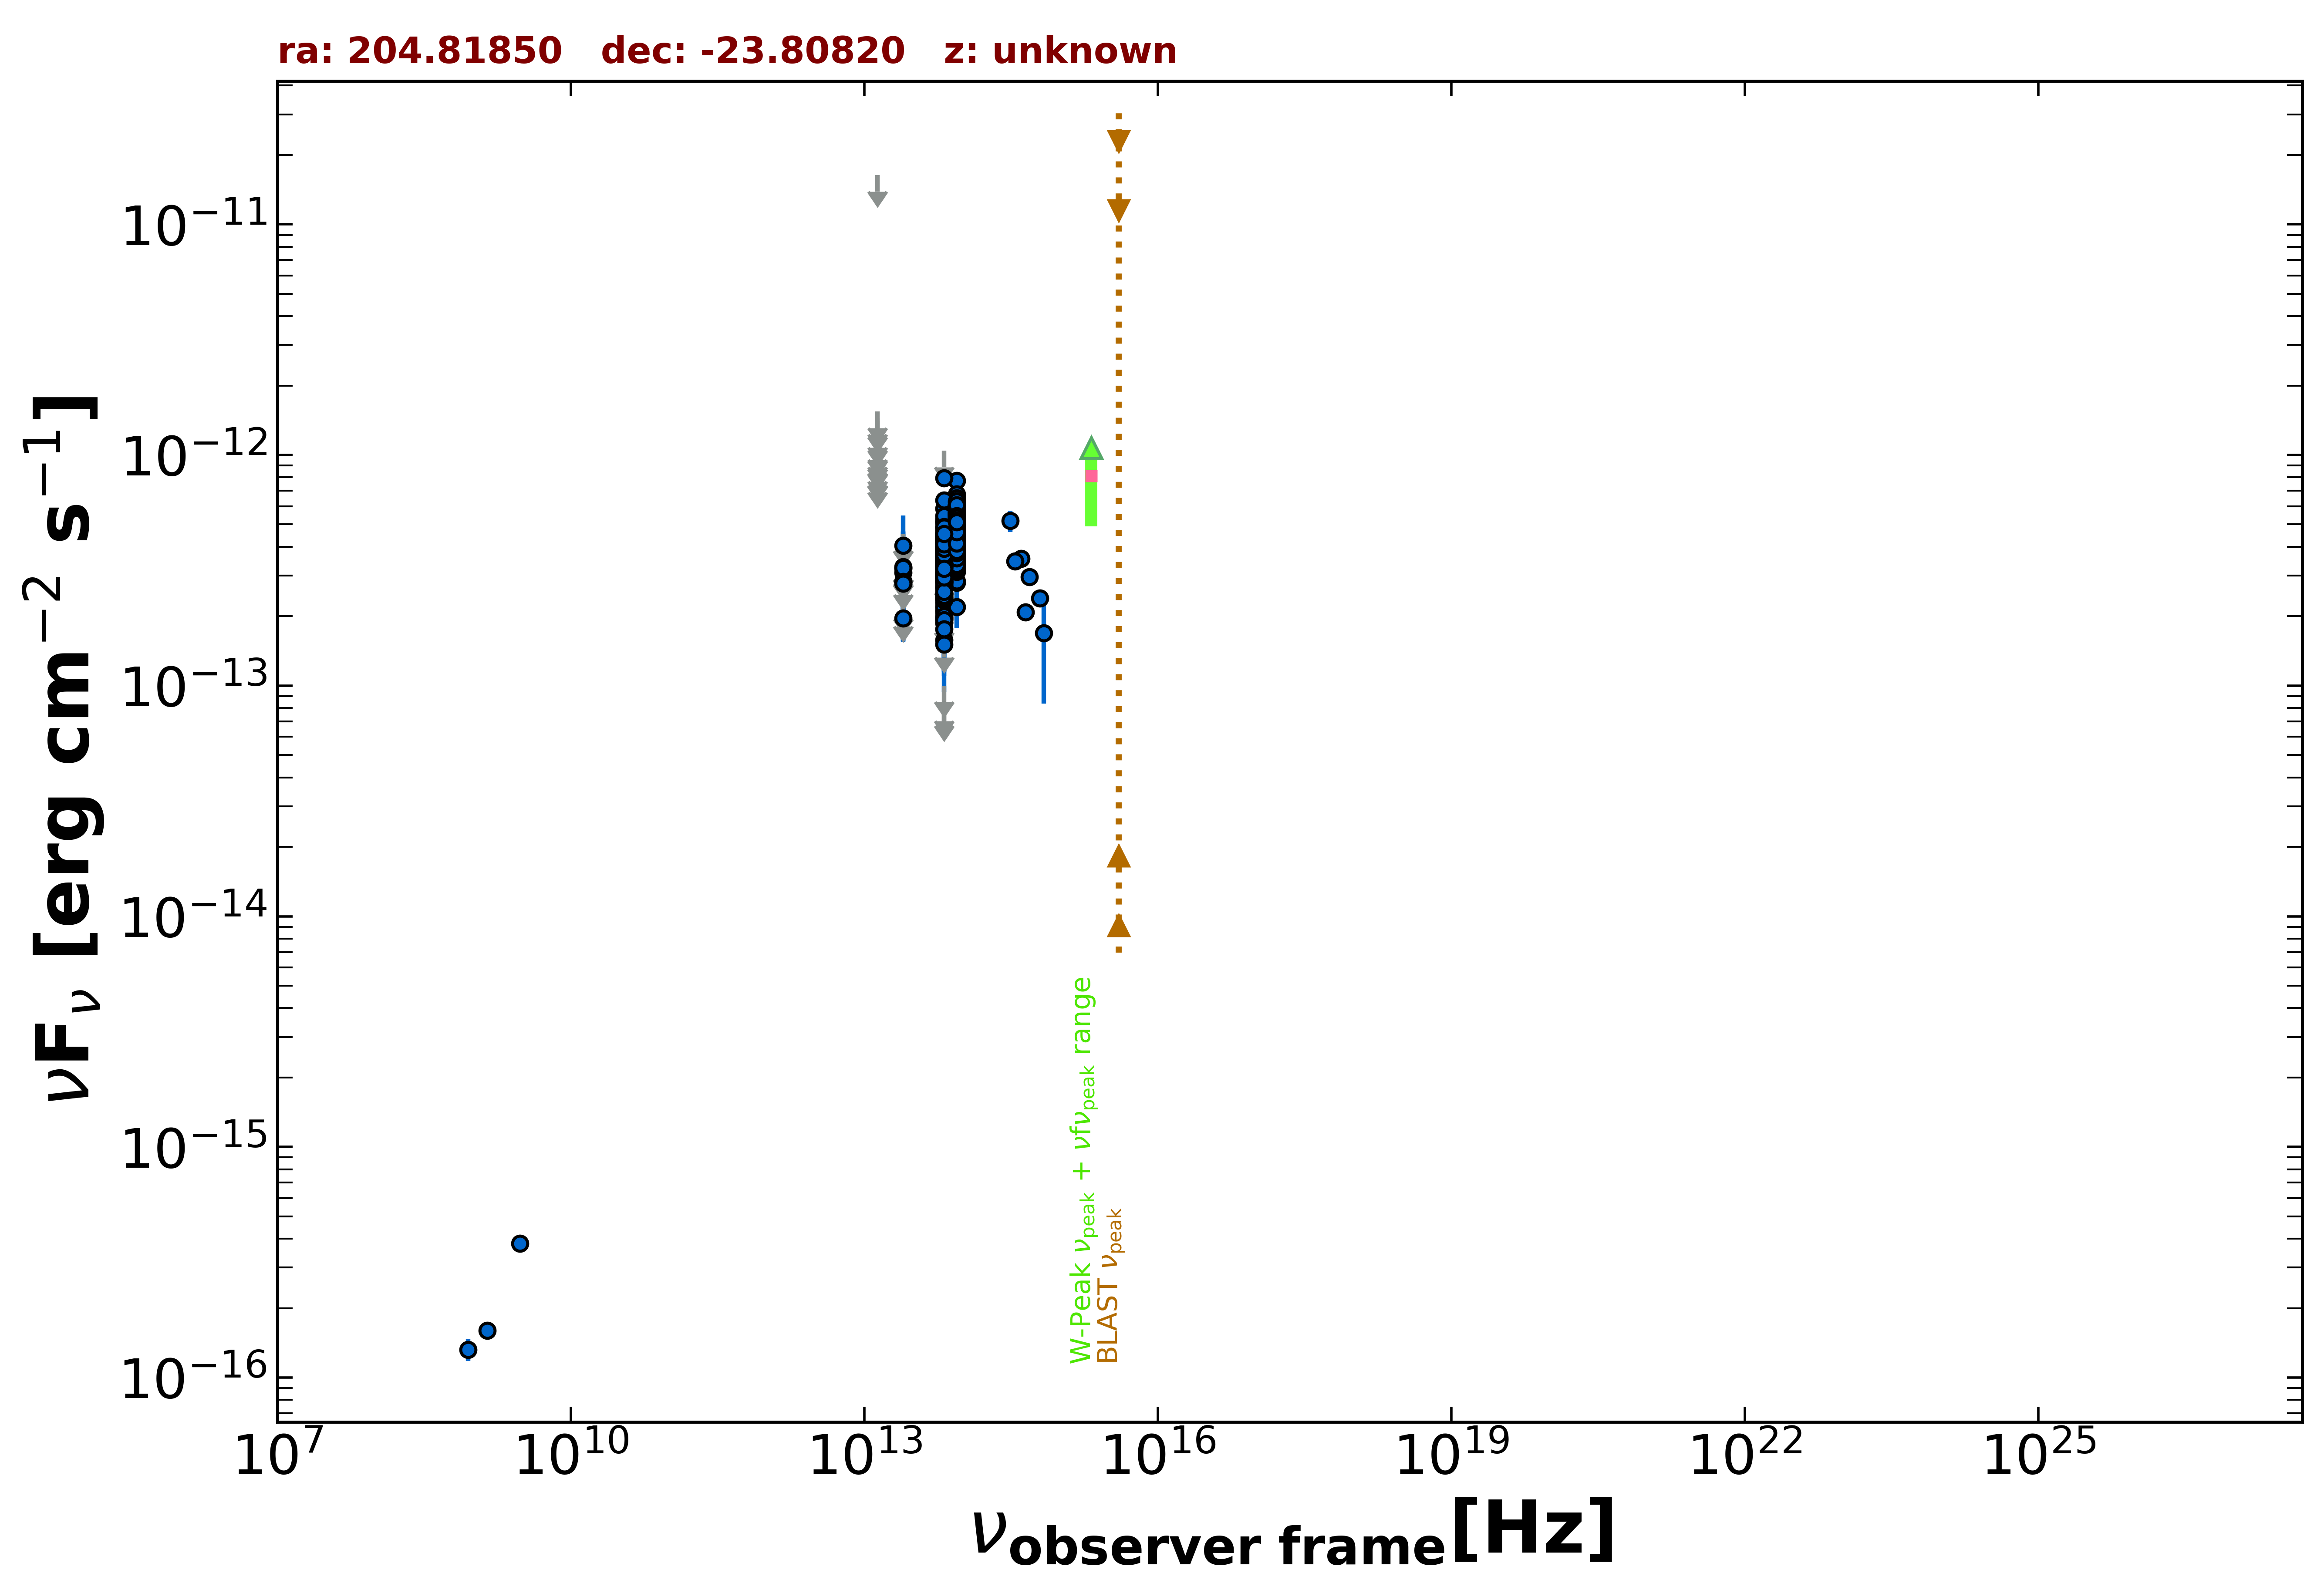 ra: 204.81850 dec: -23.80820 z: unknown
νFν [erg cm−2 s−1]
10−11
10−12
10−13
10−14
10−15
10−16
W-Peak νpeak + νfνpeak range
BLAST νpeak
107 1010 1013 1016 1019 1022 1025
νobserver frame[Hz]